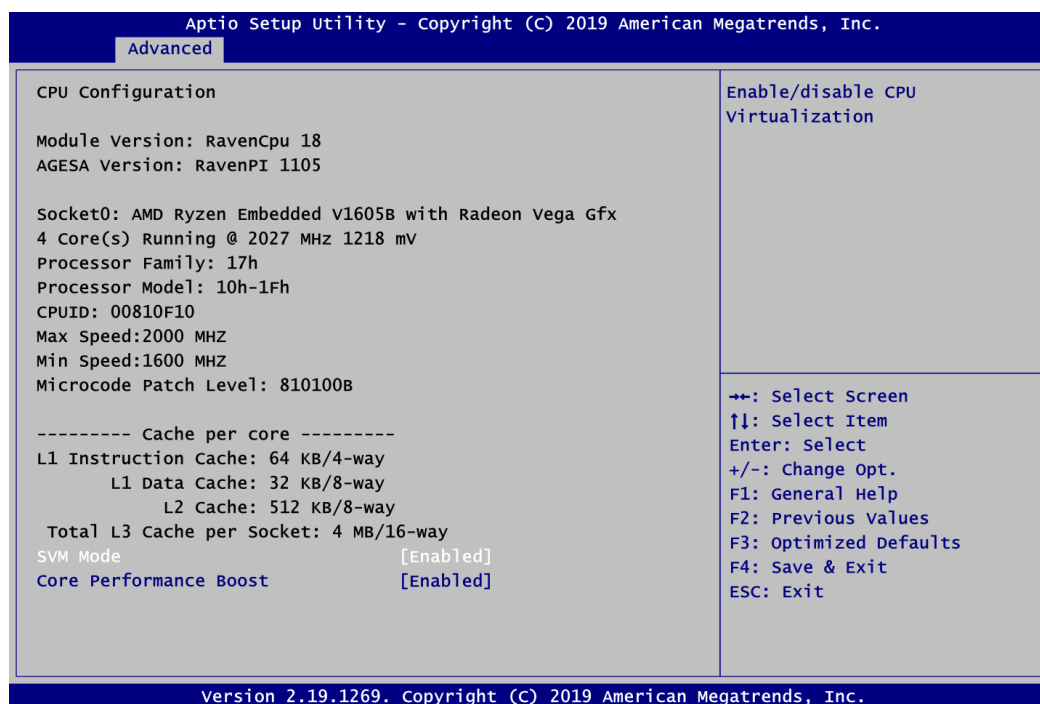 Aptio Setup Utility – Copyright (C) 2019 American Megatrends, Inc.
Advanced
CPU Configuration
Module Version: RavenCpu 18
AGESA Version: RavenPI 1105
Socket0: AMD Ryzen Embedded V1605B with Radeon Vega Gfx
4 Core(s) Running @ 2027 MHz 1218 mV
Processor Family: 17h
Processor Model: 10h-1Fh
CPUID: 00810F10
Max Speed:2000 MHZ
Min Speed:1600 MHZ
Microcode Patch Level: 810100B
--------- Cache per core ---------
L1 Instruction Cache: 64 KB/4-way
L1 Data Cache: 32 KB/8-way
L2 Cache: 512 KB/8-way
Total L3 Cache per Socket: 4 MB/16-way
SVM Mode [Enabled]
Core Performance Boost [Enabled]
Enable/disable CPU
Virtualization
→←: Select Screen
↑↓: Select Item
Enter: Select
+/-: Change Opt.
F1: General Help
F2: Previous Values
F3: Optimized Defaults
F4: Save & Exit
ESC: Exit
Version 2.19.1269. Copyright (C) 2019 American Megatrends, Inc.